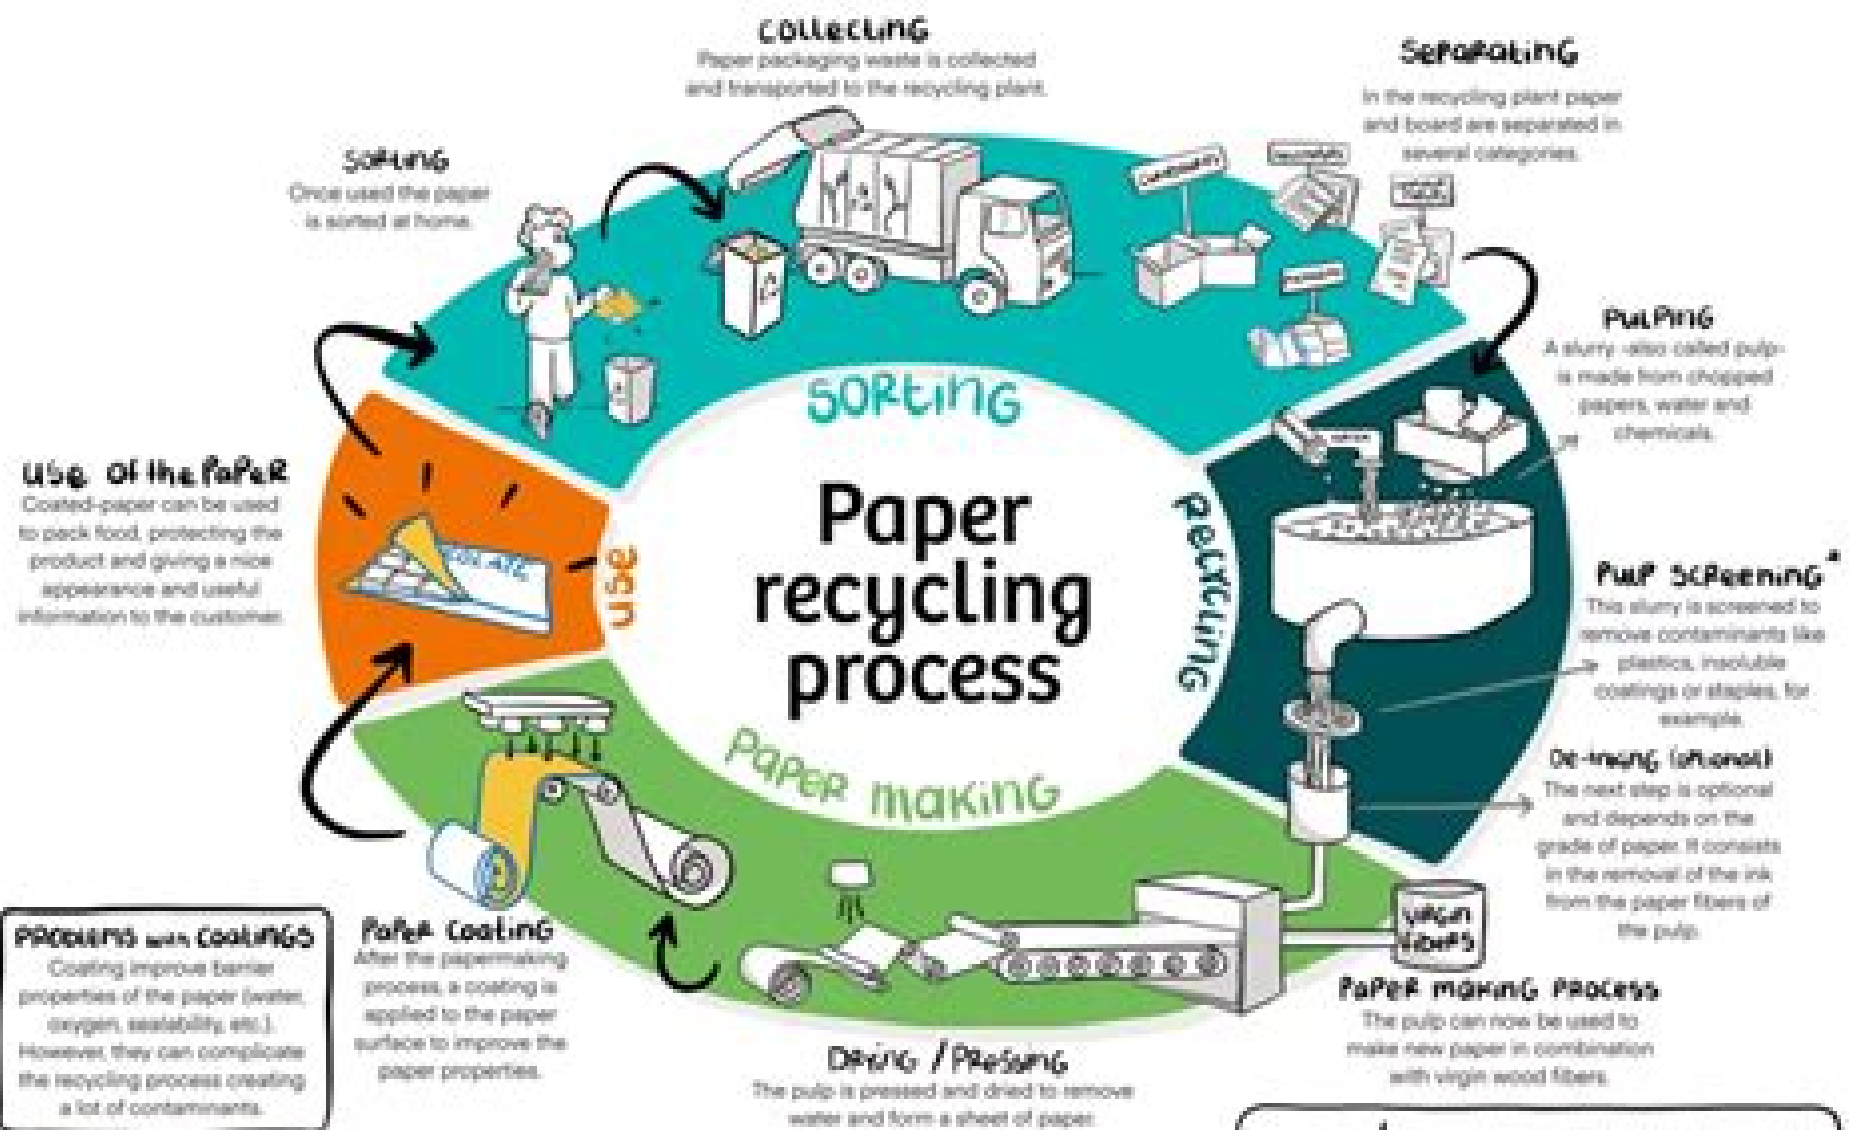 COLLECTING
Paper packaging waste is collected
and transported to the recycling plant.
SEPARATING
In the recycling plant paper
and board are separated in
several categories.
SORTING
Once used the paper
is sorted at home.
PULPING
A slurry -also called pulp-
is made from chopped
papers, water and
chemicals.
SORTING
USE OF the PAPER
Coated-paper can be used
to pack food, protecting the
product and giving a nice
appearance and useful
information to the customer.
USE
Paper
recycling
process
RECYCLING
PULP SCREENING*
This slurry is screened to
remove contaminants like
plastics, insoluble
coatings or staples, for
example.
PAPER MAKING
DE-INKING (optional)
The next step is optional
and depends on the
grade of paper. It consists
in the removal of the ink
from the paper fibers of
the pulp.
VIRGIN
FIBERS
PROBLEMS with COATINGS
Coating improve barrier
properties of the paper (water,
oxygen, sealability, etc.).
However, they can complicate
the recycling process creating
a lot of contaminants.
PAPER COATING
After the papermaking
process, a coating is
applied to the paper
surface to improve the
paper properties.
PAPER MAKING PROCESS
The pulp can now be used to
make new paper in combination
with virgin wood fibers.
DRYING / PRESSING
The pulp is pressed and dried to remove
water and form a sheet of paper.